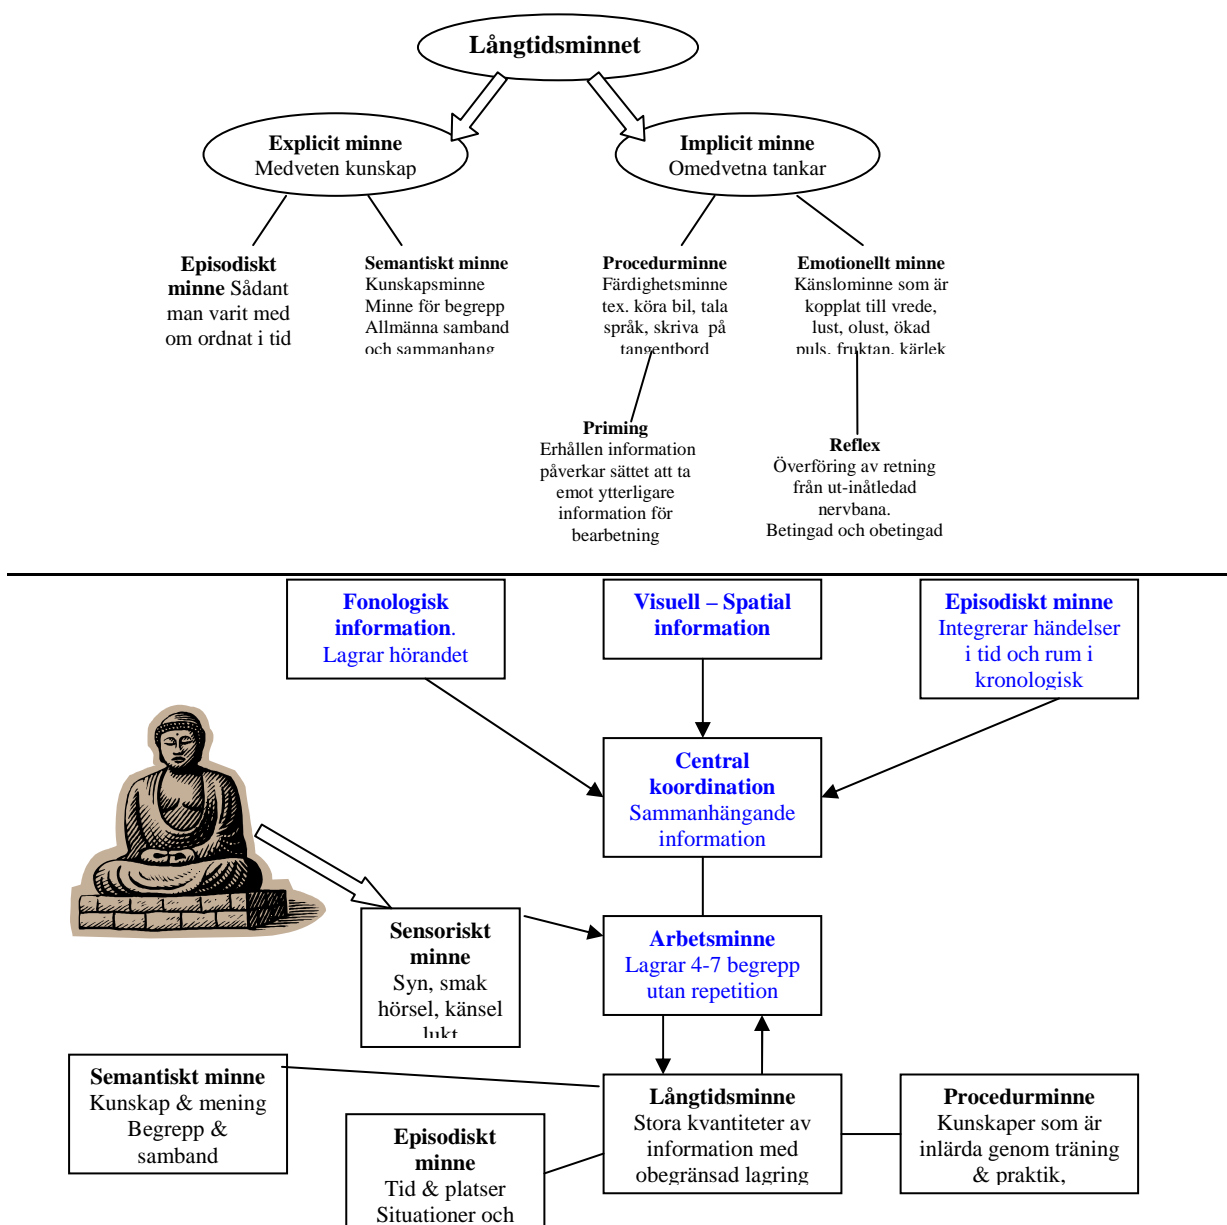 Långtidsminnet
Explicit minne
Medveten kunskap
Implicit minne
Omedvetna tankar
Episodiskt
minne Sådant
man varit med
om ordnat i tid
Semantiskt minne
Kunskapsminne
Minne för begrepp
Allmänna samband
och sammanhang
Procedurminne
Färdighetsminne
tex. köra bil, tala
språk, skriva på
tangentbord
Emotionellt minne
Känslominne som är
kopplat till vrede,
lust, olust, ökad
puls, fruktan, kärlek
Priming
Erhållen information
påverkar sättet att ta
emot ytterligare
information för
bearbetning
Reflex
Överföring av retning
från ut-inåtledad
nervbana.
Betingad och obetingad
Fonologisk
information.
Lagrar hörandet
Visuell – Spatial
information
Episodiskt minne
Integrerar händelser
i tid och rum i
kronologisk
Central
koordination
Sammanhängande
information
Sensoriskt
minne
Syn, smak
hörsel, känsel
lukt
Arbetsminne
Lagrar 4-7 begrepp
utan repetition
Semantiskt minne
Kunskap & mening
Begrepp &
samband
Episodiskt
minne
Tid & platser
Situationer och
Långtidsminne
Stora kvantiteter av
information med
obegränsad lagring
Procedurminne
Kunskaper som är
inlärda genom träning
& praktik,